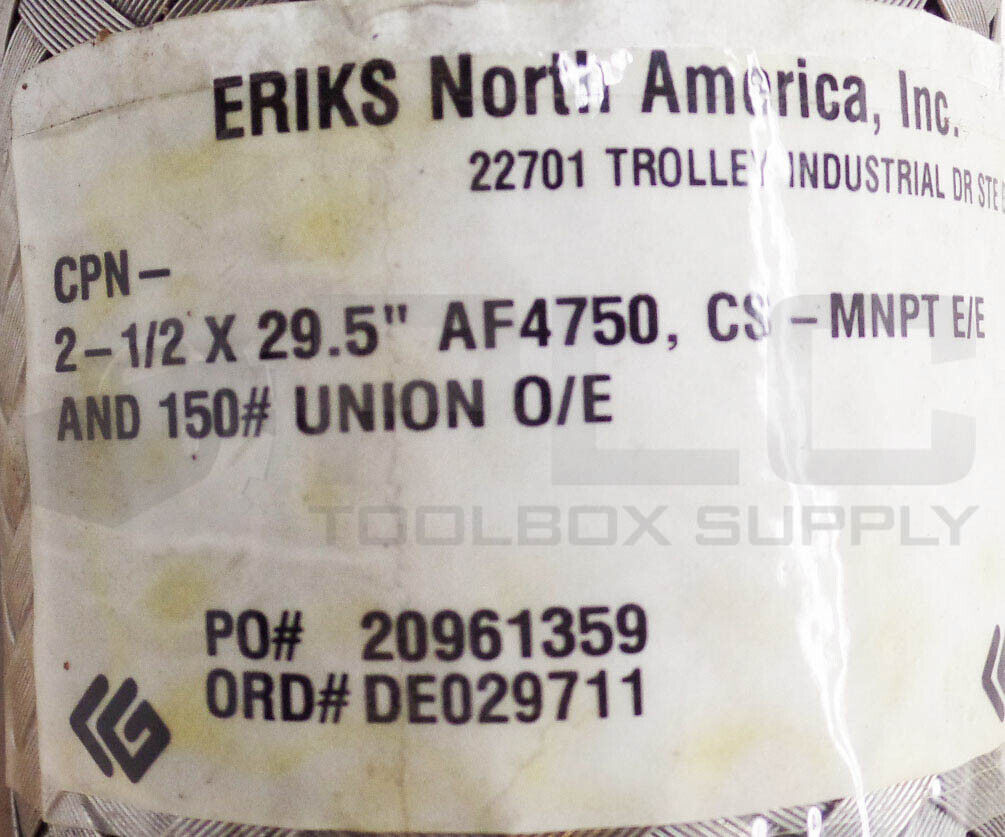 ERIKS North America, Inc.
22701 TROLLEY INDUSTRIAL DR STE
CPN-
2-1/2 X 29.5" AF4750, CS - MNPT E/E
AND 150# UNION O/E
TLC
TOOLBOX SUPPLY
PO# 20961359
ORD# DE029711